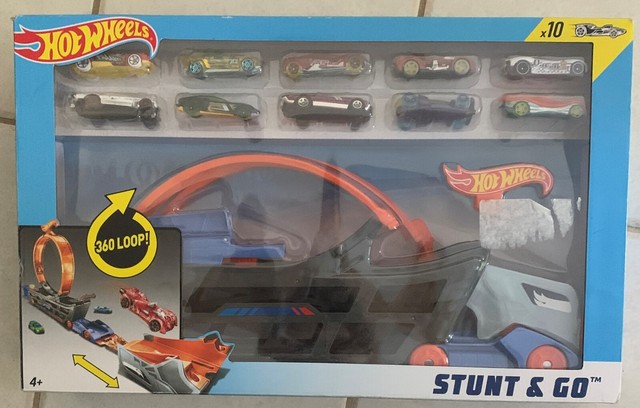 HOT WHEELS
x10
HOT WHEELS
360 LOOP!
4+
STUNT & GO™